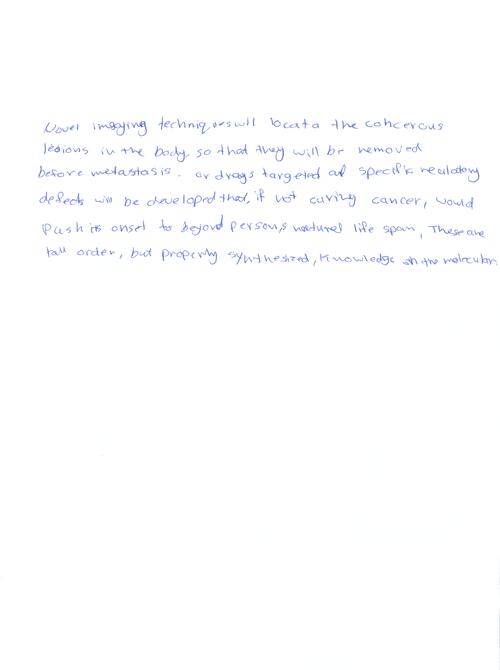 Novel imaging techniques will locata the cancerous
lesions in the body, so that they will be removed
before metastasis. or drags targeted at specific regulatory
defects will be developed that, if not curing cancer, would
Push its onset to beyond person,s natural life span, These are
tall order, but properly synthesized, knowledge on the molecular